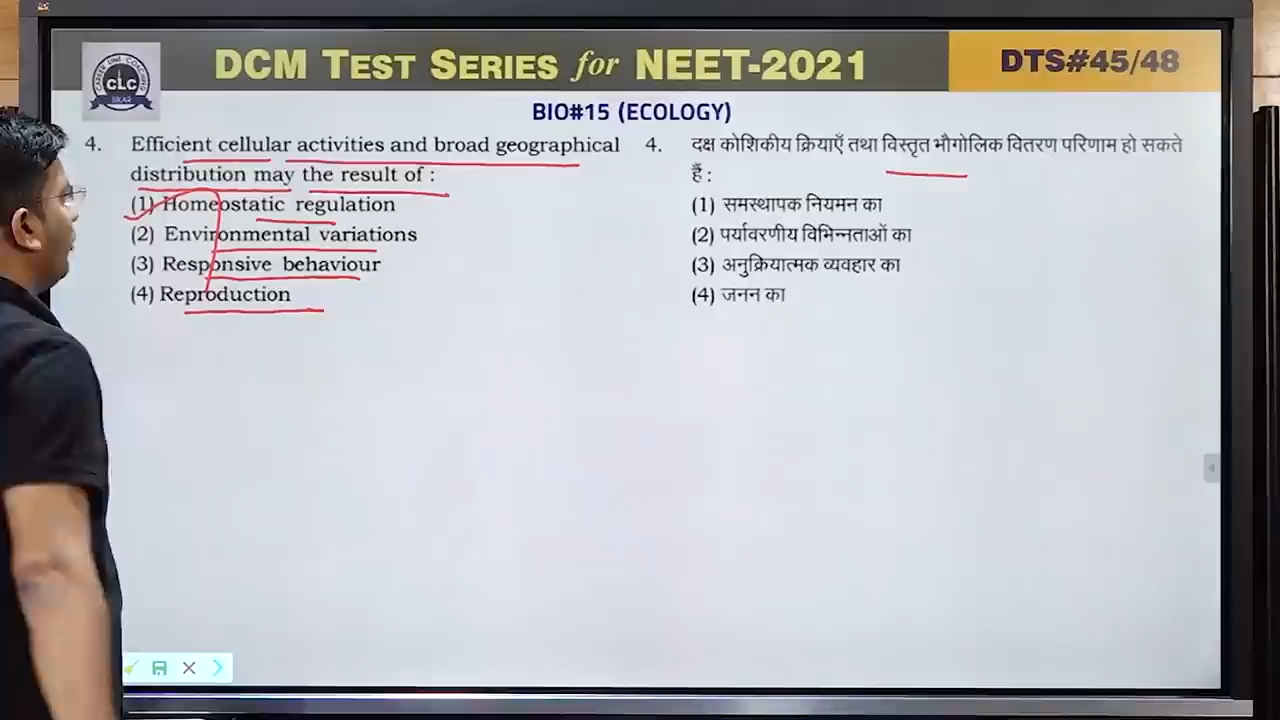 DCM TEST SERIES for NEET-2021
DTS#45/48
CLC
SIKAR
BIO#15 (ECOLOGY)
4. Efficient cellular activities and broad geographical
distribution may the result of :
(1) Homeostatic regulation
(2) Environmental variations
(3) Responsive behaviour
(4) Reproduction
4. दक्ष कोशिकीय क्रियाएँ तथा विस्तृत भौगोलिक वितरण परिणाम हो सकते
हैं :
(1) समस्थापक नियमन का
(2) पर्यावरणीय विभिन्नताओं का
(3) अनुक्रियात्मक व्यवहार का
(4) जनन का